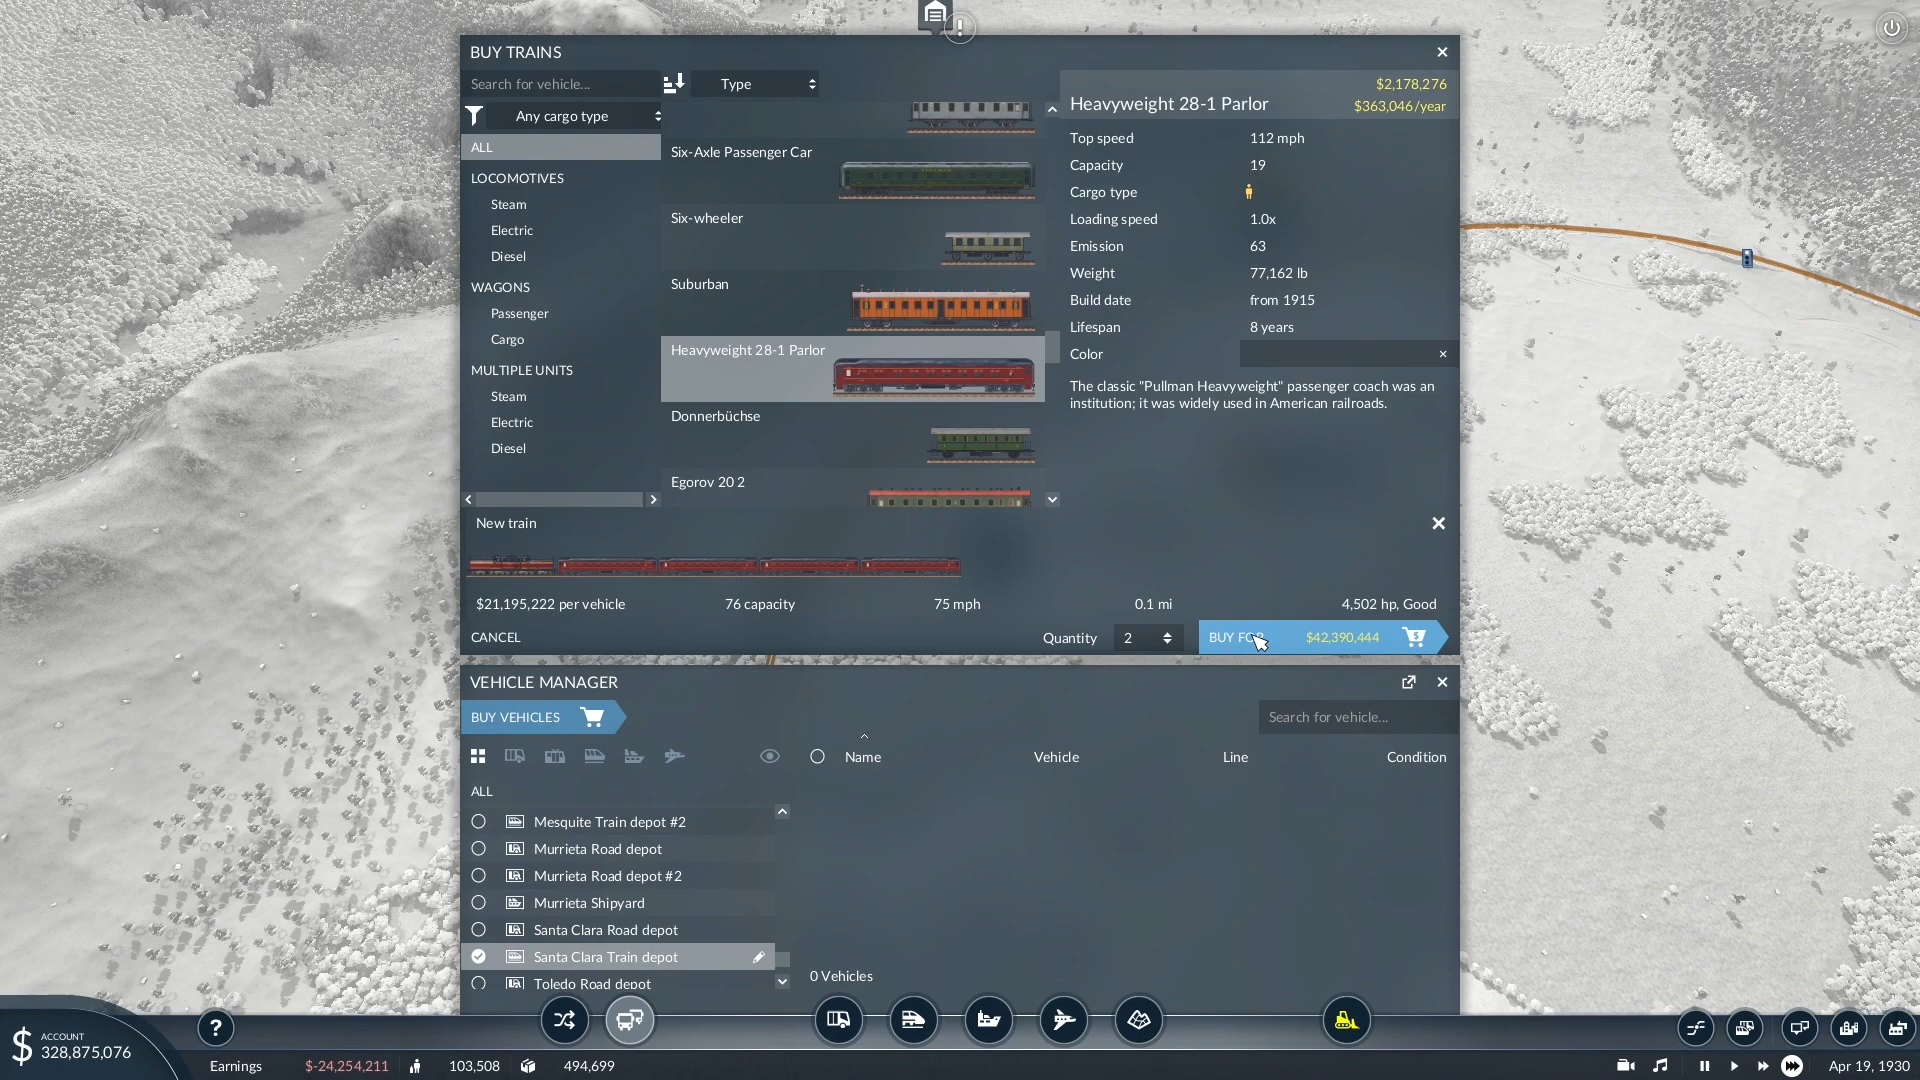 BUY TRAINS
Search for vehicle...
Type
Any cargo type
ALL
LOCOMOTIVES
Steam
Electric
Diesel
WAGONS
Passenger
Cargo
MULTIPLE UNITS
Steam
Electric
Diesel
Six-Axle Passenger Car
Six-wheeler
Suburban
Heavyweight 28-1 Parlor
Donnerbüchse
Egorov 20 2
$2,178,276
Heavyweight 28-1 Parlor
$363,046/year
Top speed 112 mph
Capacity 19
Cargo type
Loading speed 1.0x
Emission 63
Weight 77,162 lb
Build date from 1915
Lifespan 8 years
Color
The classic "Pullman Heavyweight" passenger coach was an
institution; it was widely used in American railroads.
New train
$21,195,222 per vehicle 76 capacity 75 mph 0.1 mi 4,502 hp, Good
CANCEL Quantity 2 BUY FOR $42,390,444
VEHICLE MANAGER
BUY VEHICLES
Search for vehicle...
Name Vehicle Line Condition
ALL
Mesquite Train depot #2
Murrieta Road depot
Murrieta Road depot #2
Murrieta Shipyard
Santa Clara Road depot
Santa Clara Train depot
Toledo Road depot
0 Vehicles
$ ACCOUNT
328,875,076
?
Earnings $-24,254,211 103,508 494,699 Apr 19, 1930